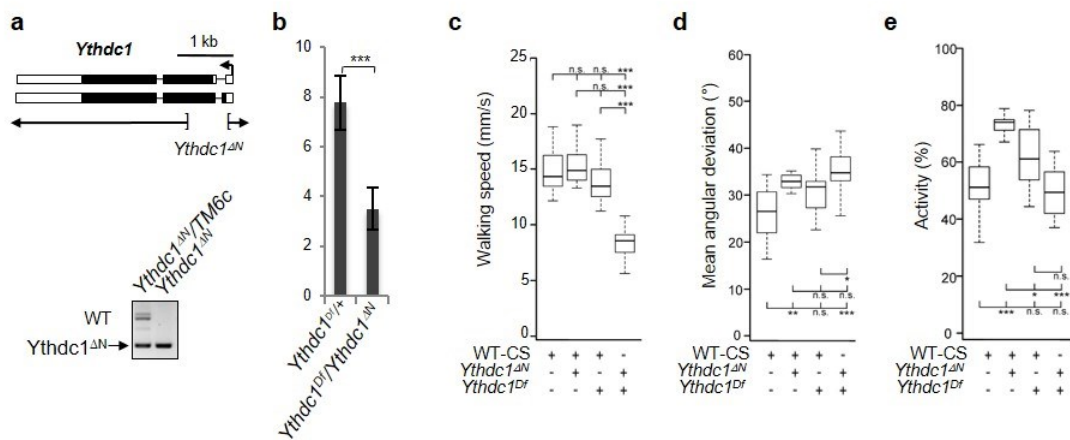 a
Ythdc1
1 kb
Ythdc1ΔN
Ythdc1ΔN/TM6c
Ythdc1ΔN
WT
Ythdc1ΔN
b
10
8
6
4
2
0
***
Ythdc1Df/+
Ythdc1Df/Ythdc1ΔN
c
Walking speed (mm/s)
25
20
15
10
5
0
n.s. n.s. ***
n.s. ***
***
WT-CS + + + -
Ythdc1ΔN - + - +
Ythdc1Df - - + +
d
Mean angular deviation (°)
60
50
40
30
20
10
0
*
n.s. n.s.
** n.s. ***
WT-CS + + + -
Ythdc1ΔN - + - +
Ythdc1Df - - + +
e
Activity (%)
100
80
60
40
20
0
n.s.
* ***
*** n.s. n.s.
WT-CS + + + -
Ythdc1ΔN - + - +
Ythdc1Df - - + +